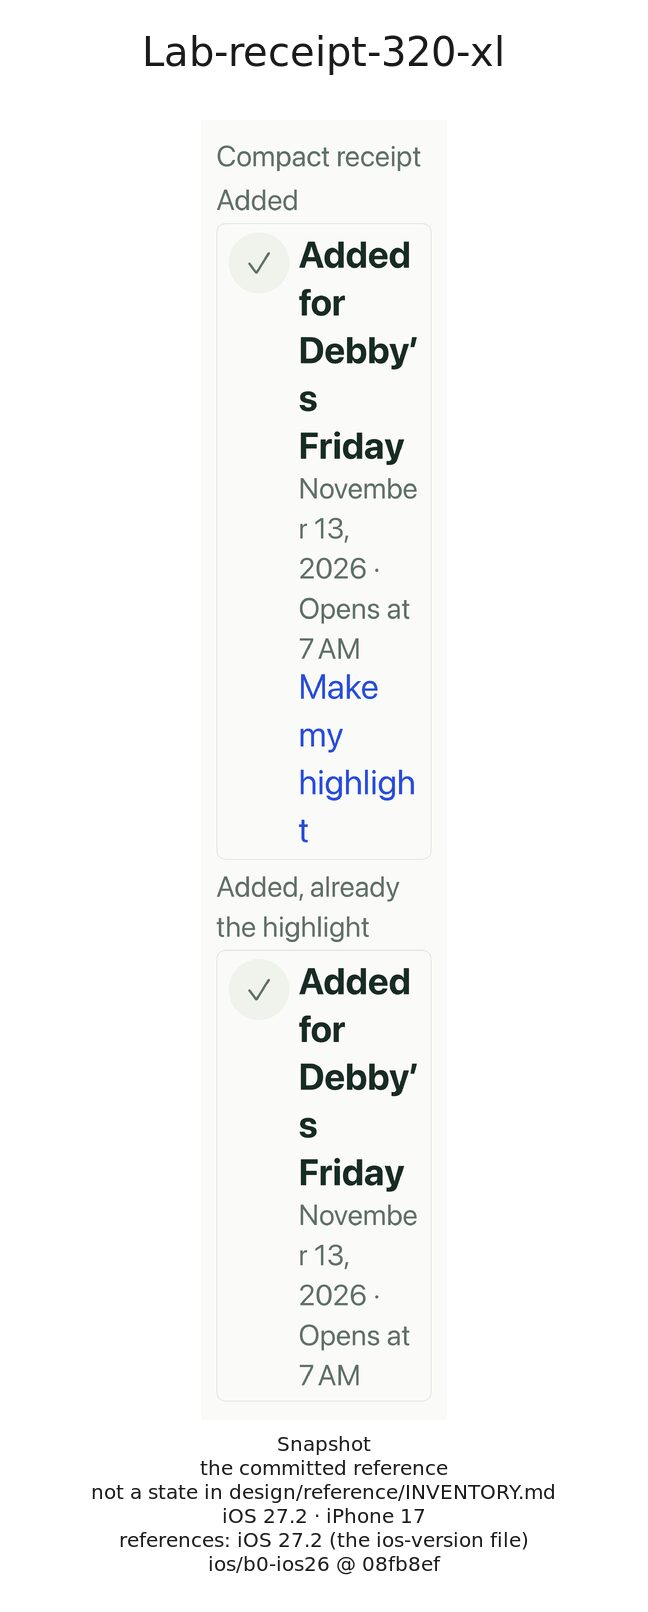 Lab-receipt-320-xl
Compact receipt
Added
Added
for
Debby’
s
Friday
Novembe
r 13,
2026 ·
Opens at
7 AM
Make
my
highligh
t
Added, already
the highlight
Added
for
Debby’
s
Friday
Novembe
r 13,
2026 ·
Opens at
7 AM
Snapshot
the committed reference
not a state in design/reference/INVENTORY.md
iOS 27.2 · iPhone 17
references: iOS 27.2 (the ios-version file)
ios/b0-ios26 @ 08fb8ef